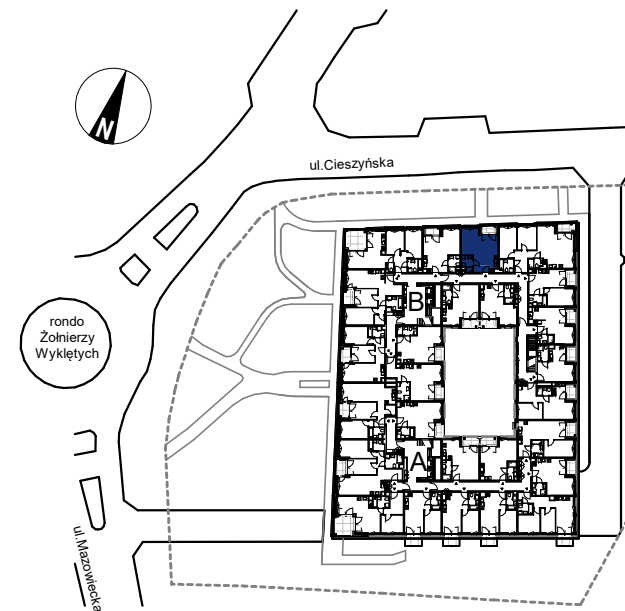 N
ul.Cieszyńska
B
rondo
Żołnierzy
Wyklętych
A
ul.Mazowiecka